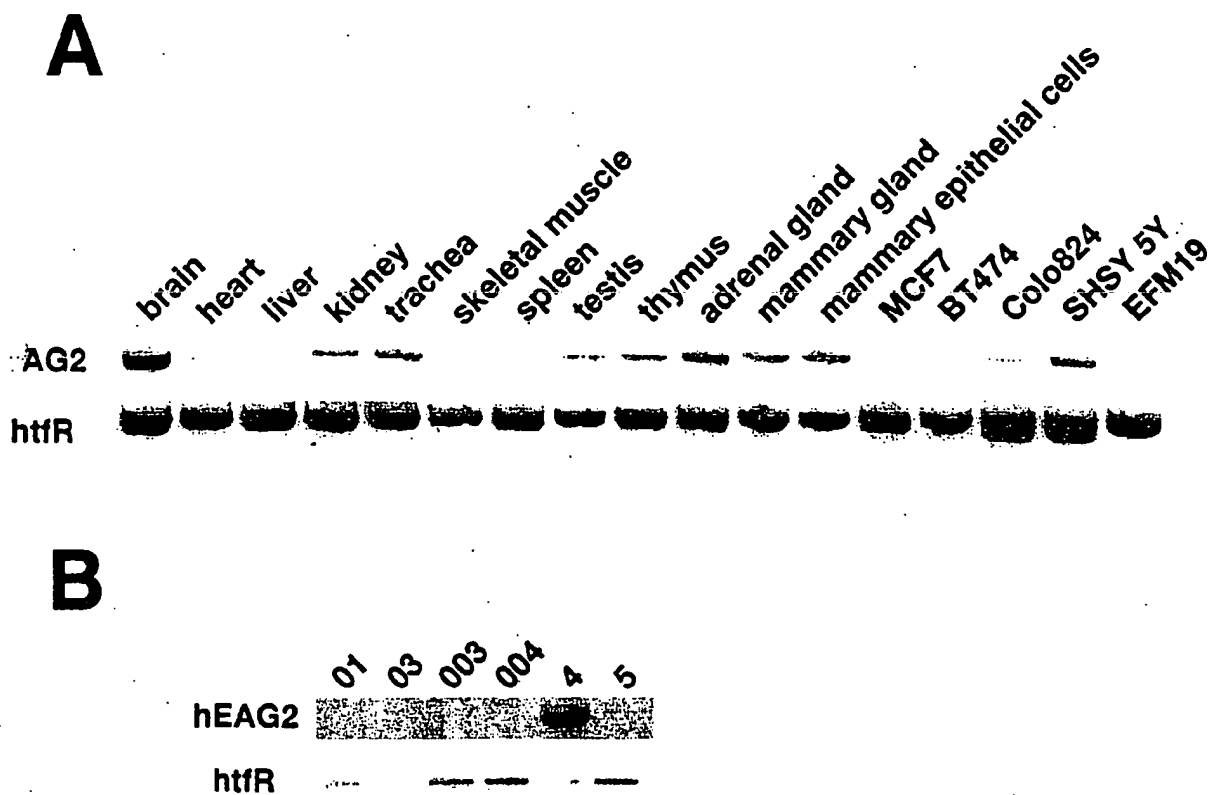 A
brain
heart
liver
kidney
trachea
skeletal muscle
spleen
testis
thymus
adrenal gland
mammary gland
mammary epithelial cells
MCF7
BT474
Colo824
SHSY 5Y
EFM19
AG2
htfR
B
01
03
003
004
4
5
hEAG2
htfR